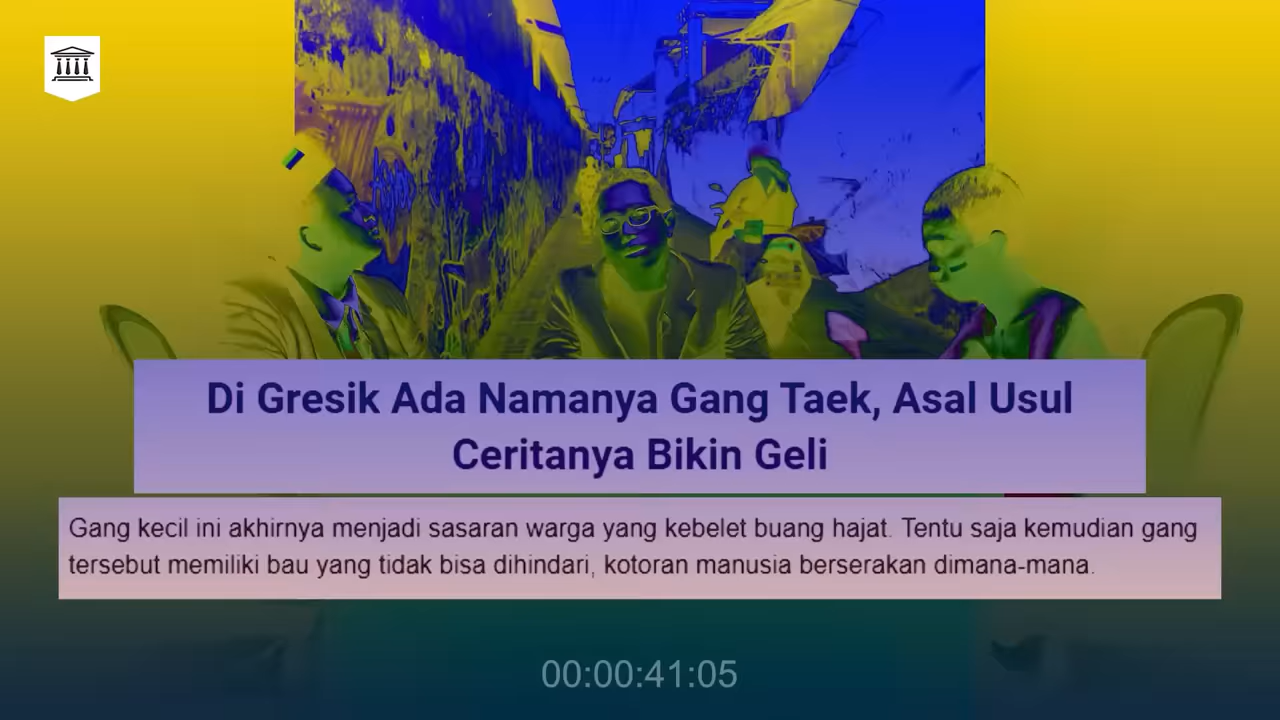 Di Gresik Ada Namanya Gang Taek, Asal Usul
Ceritanya Bikin Geli
Gang kecil ini akhirnya menjadi sasaran warga yang kebelet buang hajat. Tentu saja kemudian gang
tersebut memiliki bau yang tidak bisa dihindari, kotoran manusia berserakan dimana-mana.
00:00:41:05